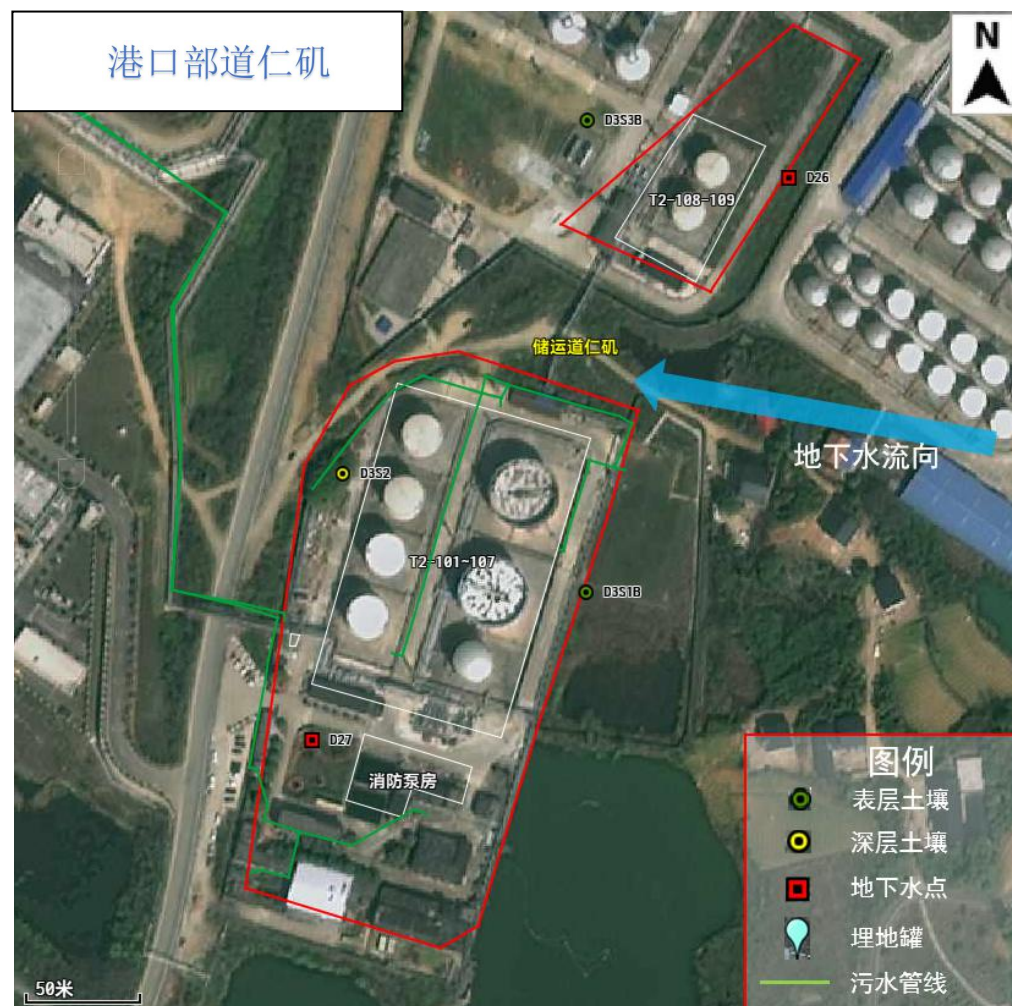 港口部道仁矶
N
D3S3B
D26
T2-108-109
储运道仁矶
地下水流向
D3S2
T2-101~107
D3S1B
D27
消防泵房
图例
表层土壤
深层土壤
地下水点
埋地罐
污水管线
50米